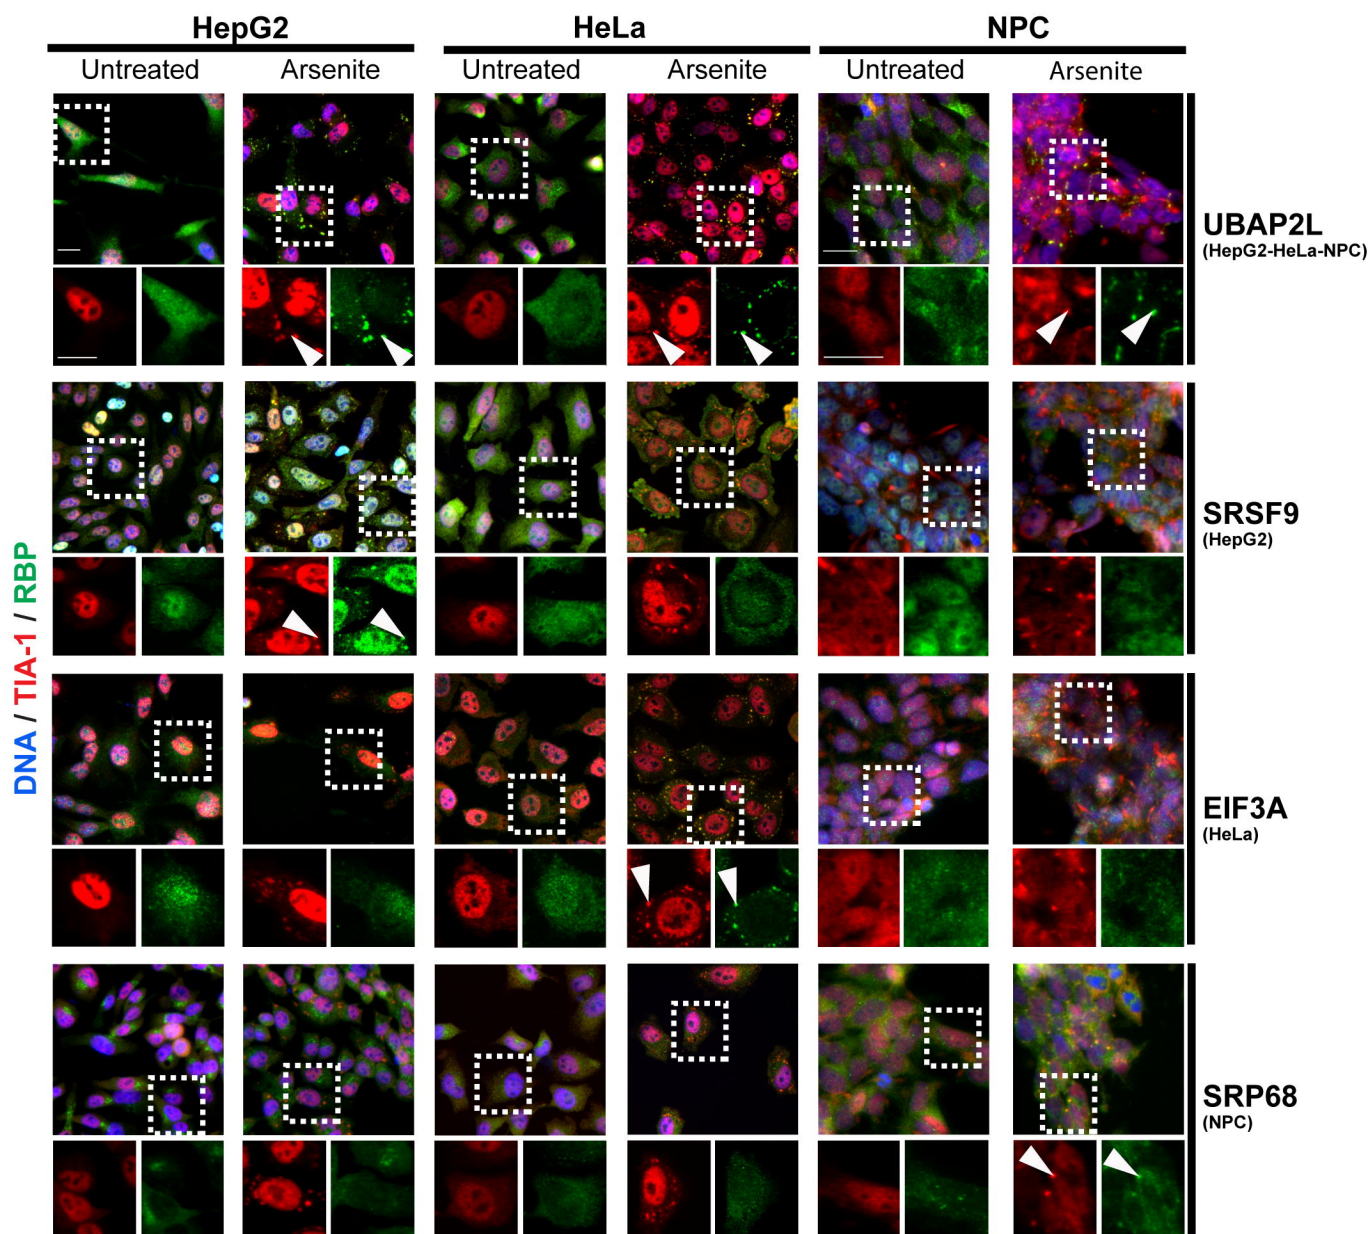 HepG2 HeLa NPC
Untreated Arsenite Untreated Arsenite Untreated Arsenite
UBAP2L
(HepG2-HeLa-NPC)
SRSF9
(HepG2)
DNA / TIA-1 / RBP
EIF3A
(HeLa)
SRP68
(NPC)